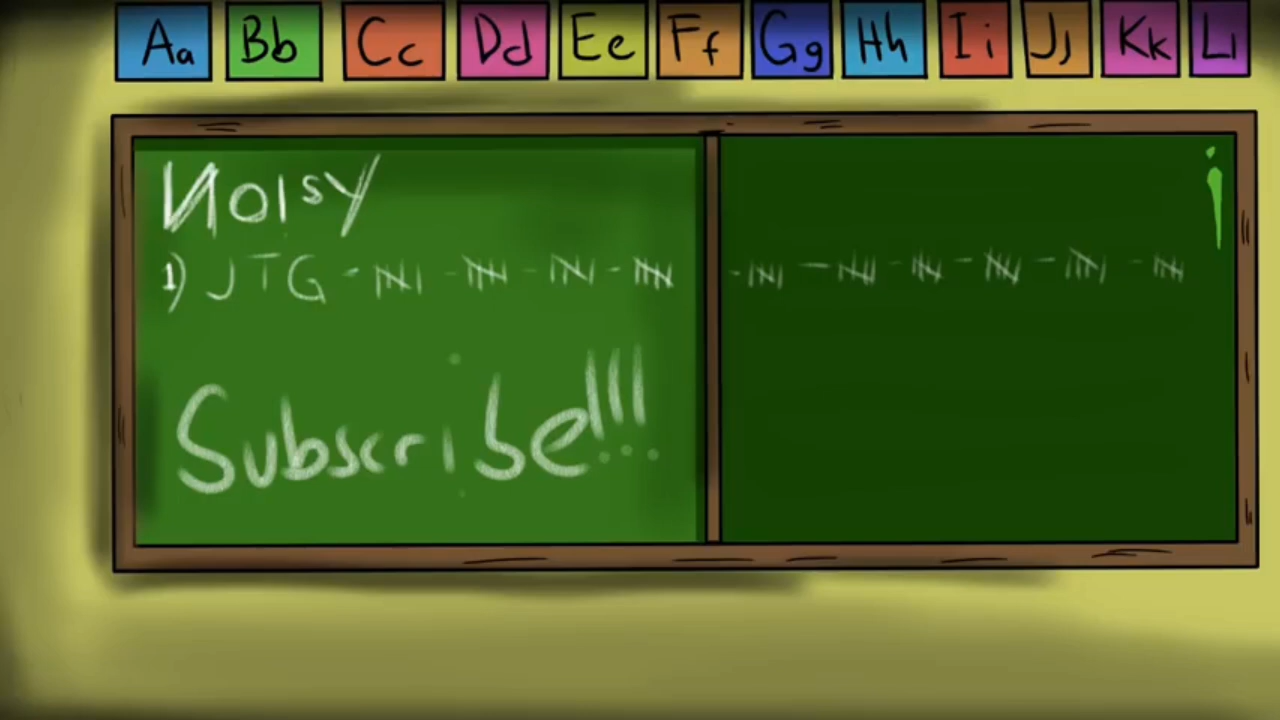 Aa Bb Cc Dd Ee Ff Gg Hh Ii Jj Kk Ll
Noisy
1) JTG - - - - - - - - - -
Subscribe!!!